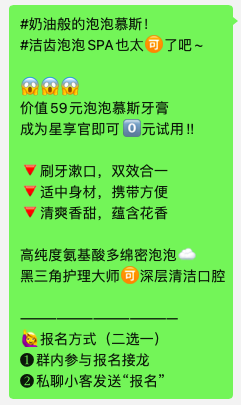 #奶油般的泡泡慕斯！
#洁齿泡泡SPA也太🉑了吧～
😱😱😱
价值59元泡泡慕斯牙膏
成为星享官即可0️⃣元试用‼️
🔻刷牙漱口，双效合一
🔻适中身材，携带方便
🔻清爽香甜，蕴含花香
高纯度氨基酸多绵密泡泡☁️
黑三角护理大师🉑深层清洁口腔
———————————
🙋报名方式（二选一）
❶群内参与报名接龙
❷私聊小客发送“报名”